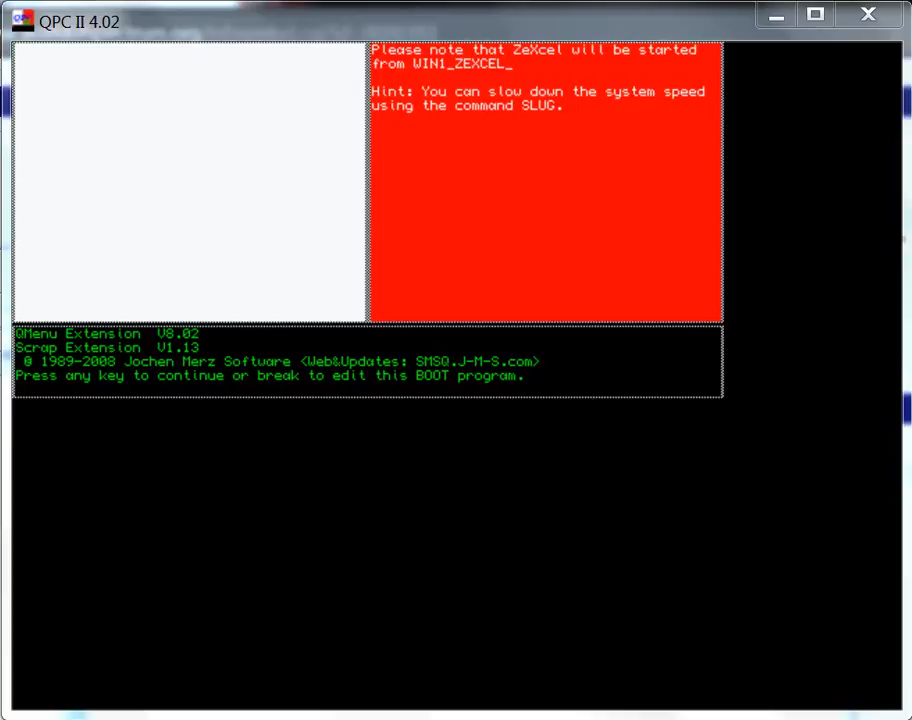 QPC II 4.02
Please note that ZeXcel will be started
from WIN1_ZEXCEL_
Hint: You can slow down the system speed
using the command SLUG.
QMenu Extension V8.02
Scrap Extension V1.13
@ 1989-2008 Jochen Merz Software <Web&Updates: SMSQ.J-M-S.com>
Press any key to continue or break to edit this BOOT program.